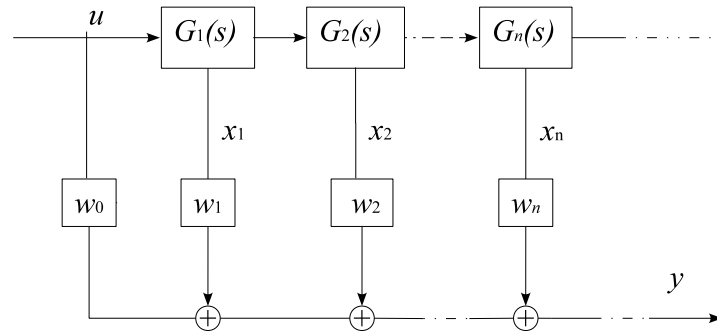 u G₁(s) G₂(s) Gₙ(s)
x₁ x₂ xₙ
w₀ w₁ w₂ wₙ
y
+ + +